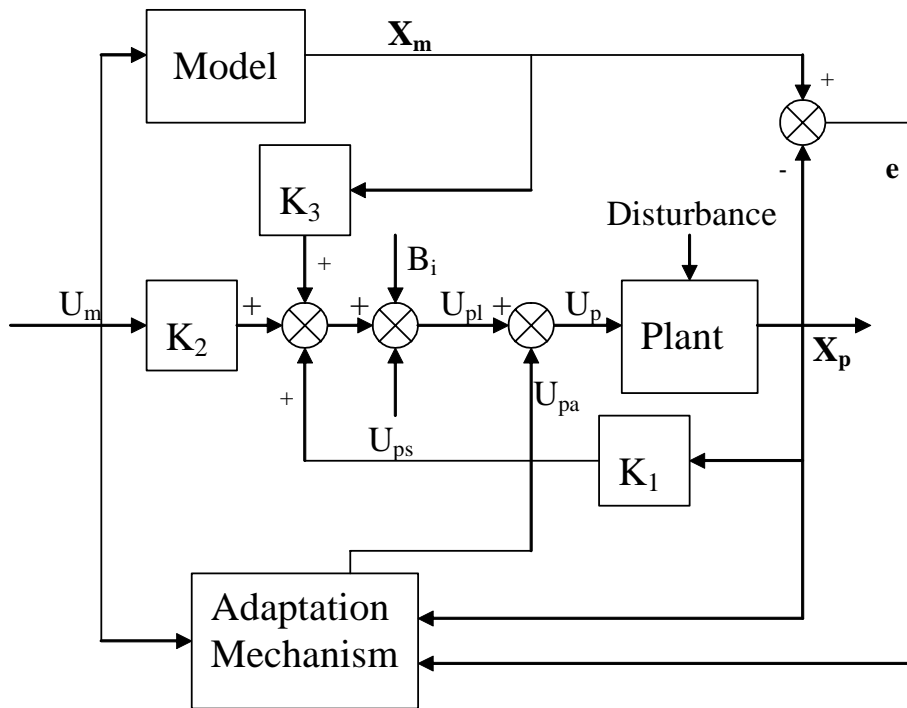 X_m
Model
+
e
-
K_3
Disturbance
+
B_i
U_m
K_2
+
+
U_pl
+
U_p
Plant
X_p
+
U_ps
U_pa
K_1
Adaptation
Mechanism